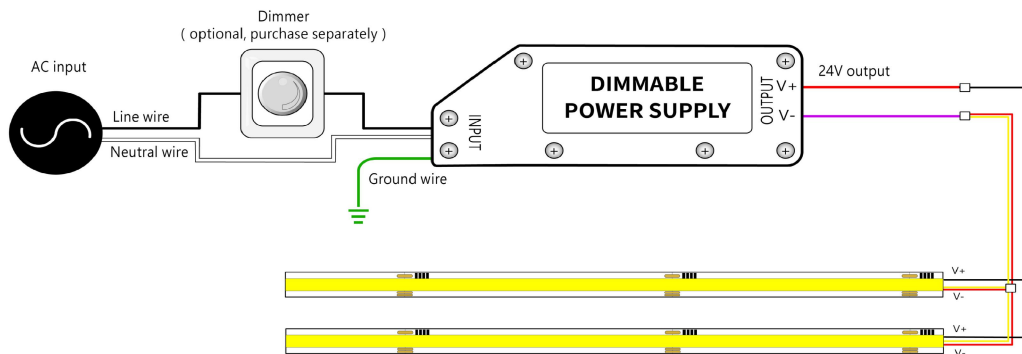 Dimmer
( optional, purchase separately )
AC input
Line wire
Neutral wire
Ground wire
INPUT
DIMMABLE
POWER SUPPLY
OUTPUT
V+
V-
24V output
V+
V-
V+
V-